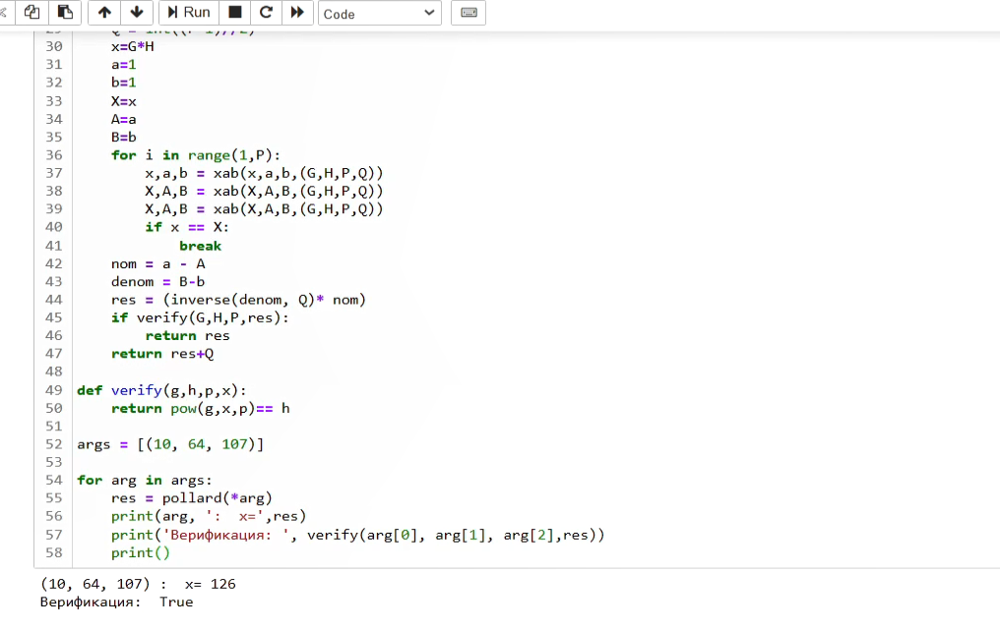 Run
Code
30 x=G*H
31 a=1
32 b=1
33 X=x
34 A=a
35 B=b
36 for i in range(1,P):
37 x,a,b = xab(x,a,b,(G,H,P,Q))
38 X,A,B = xab(X,A,B,(G,H,P,Q))
39 X,A,B = xab(X,A,B,(G,H,P,Q))
40 if x == X:
41 break
42 nom = a - A
43 denom = B-b
44 res = (inverse(denom, Q)* nom)
45 if verify(G,H,P,res):
46 return res
47 return res+Q
48
49 def verify(g,h,p,x):
50 return pow(g,x,p)== h
51
52 args = [(10, 64, 107)]
53
54 for arg in args:
55 res = pollard(*arg)
56 print(arg, ':  x=',res)
57 print('Верификация: ', verify(arg[0], arg[1], arg[2],res))
58 print()
(10, 64, 107) :  x= 126
Верификация:  True